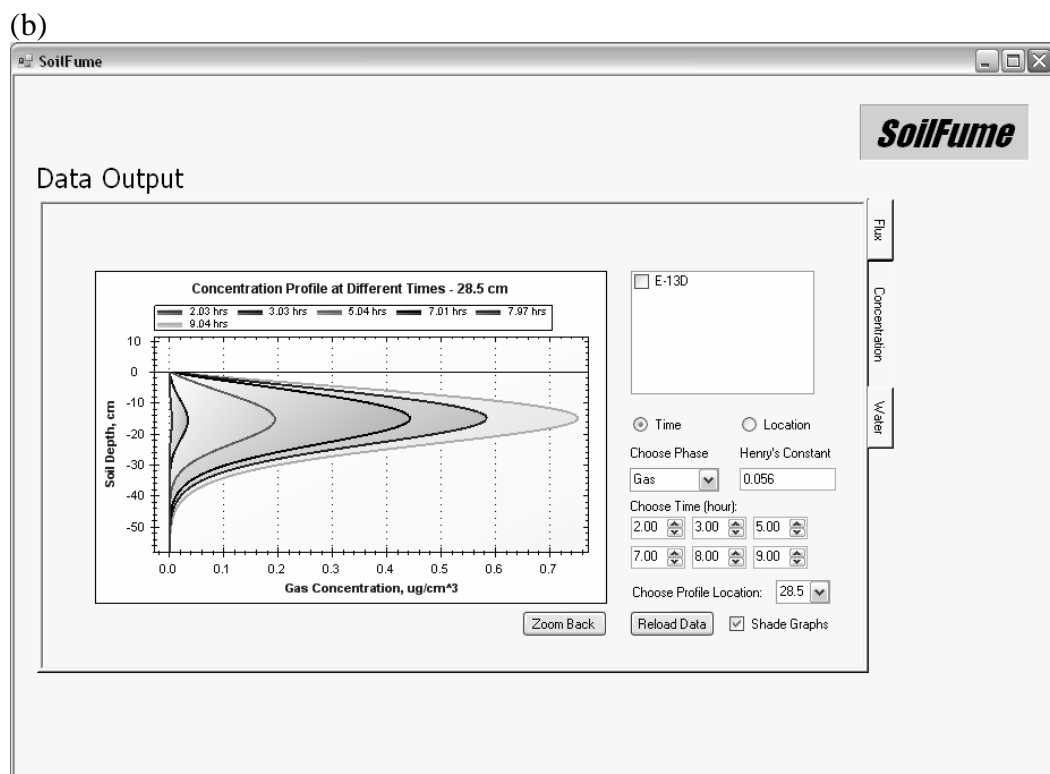 (b)
SoilFume
SoilFume
Data Output
Flux
Concentration
Water
Concentration Profile at Different Times - 28.5 cm
2.03 hrs 3.03 hrs 5.04 hrs 7.01 hrs 7.97 hrs
9.04 hrs
10
0
-10
-20
-30
-40
-50
Soil Depth, cm
0.0 0.1 0.2 0.3 0.4 0.5 0.6 0.7
Gas Concentration, ug/cm^3
E-13D
Time Location
Choose Phase Henry's Constant
Gas 0.056
Choose Time (hour):
2.00 3.00 5.00
7.00 8.00 9.00
Choose Profile Location: 28.5
Zoom Back Reload Data Shade Graphs